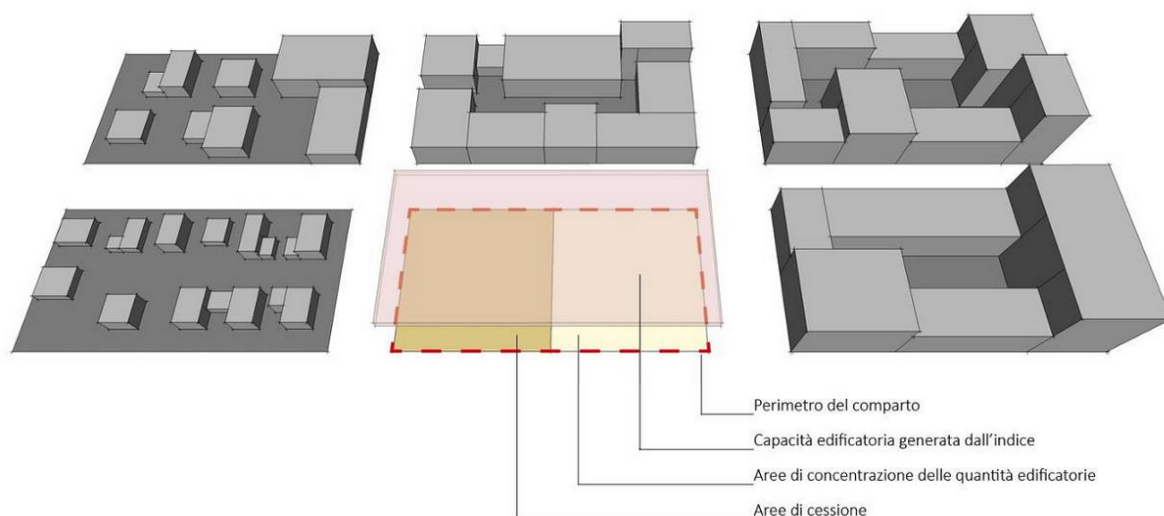 Perimetro del comparto
Capacità edificatoria generata dall'indice
Aree di concentrazione delle quantità edificatorie
Aree di cessione